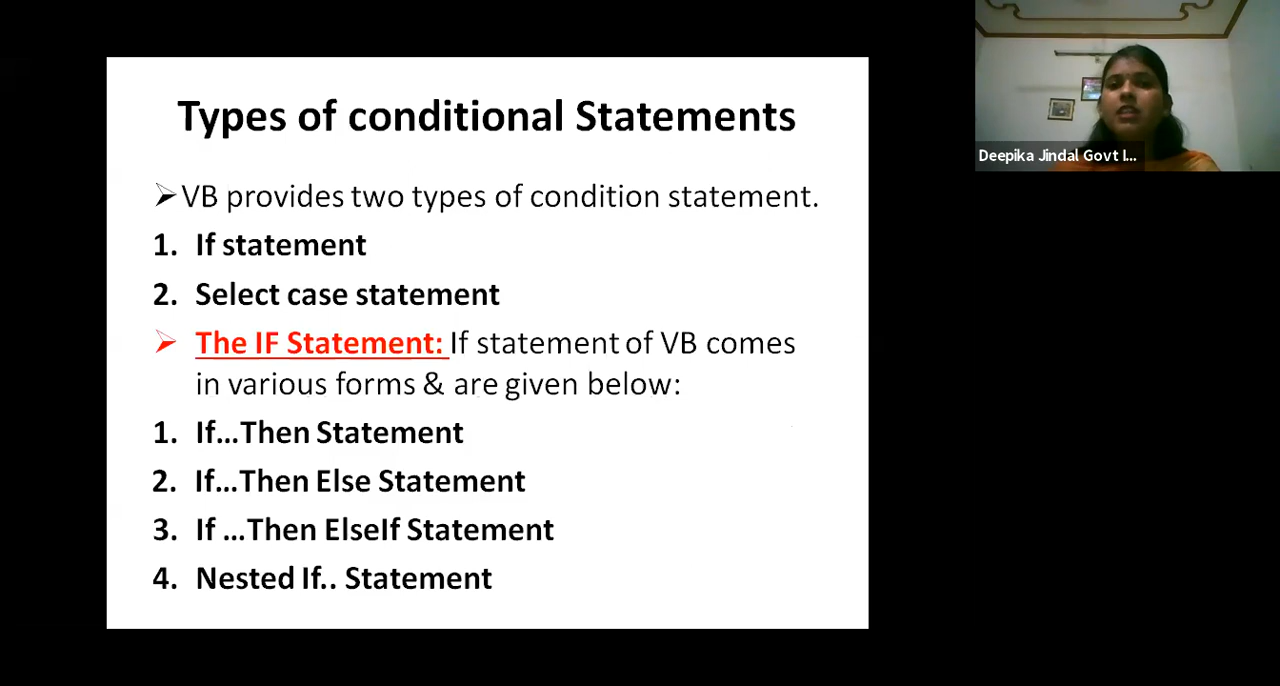 Types of conditional Statements
VB provides two types of condition statement.
1. If statement
2. Select case statement
The IF Statement: If statement of VB comes
in various forms & are given below:
1. If...Then Statement
2. If...Then Else Statement
3. If ...Then ElseIf Statement
4. Nested If.. Statement
Deepika Jindal Govt I...